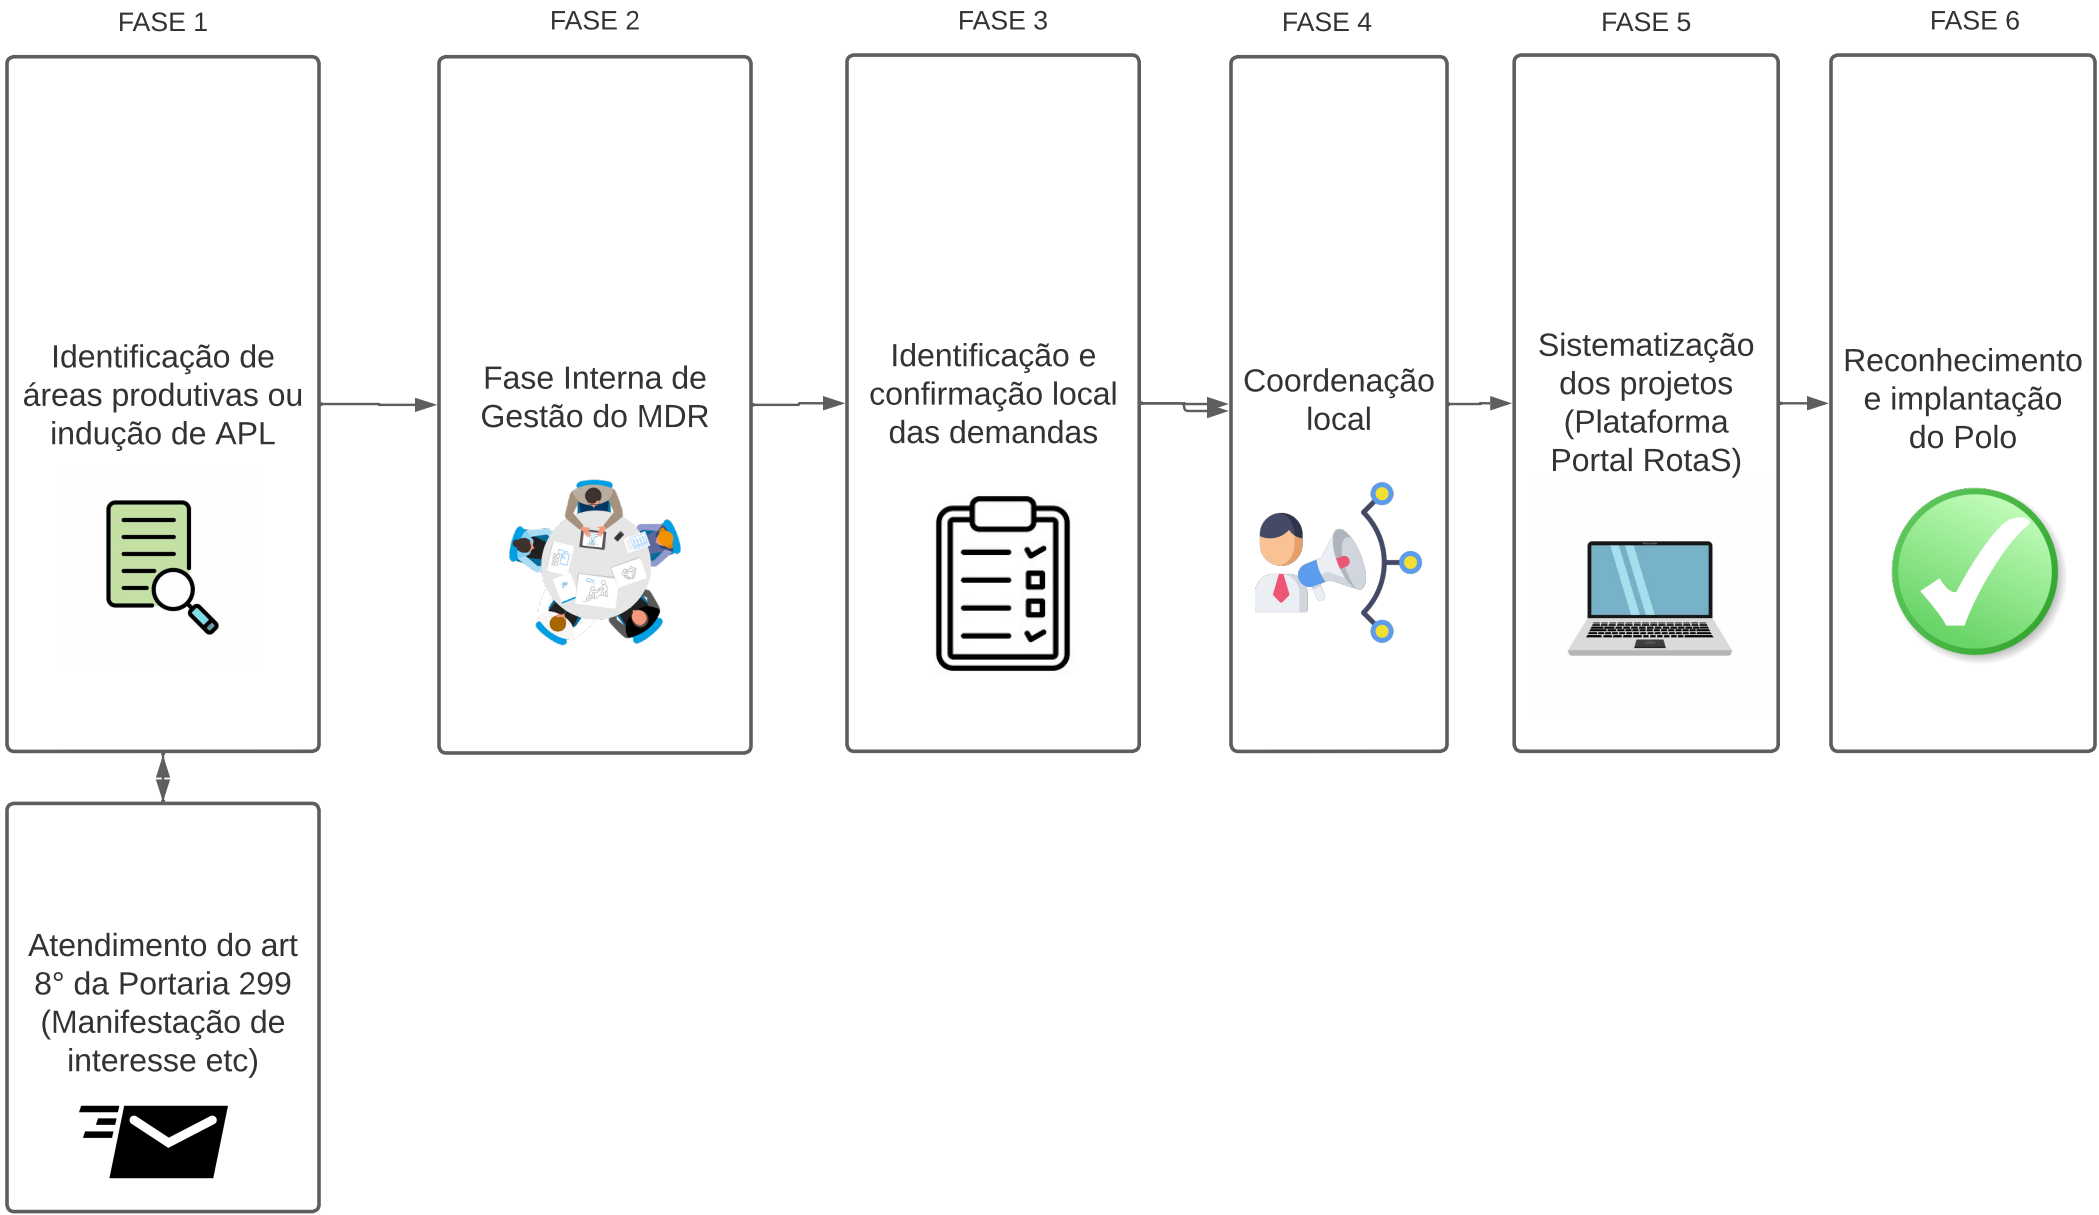 FASE 1
Identificação de
áreas produtivas ou
indução de APL
FASE 2
Fase Interna de
Gestão do MDR
FASE 3
Identificação e
confirmação local
das demandas
FASE 4
Coordenação
local
FASE 5
Sistematização
dos projetos
(Plataforma
Portal RotaS)
FASE 6
Reconhecimento
e implantação
do Polo
Atendimento do art
8° da Portaria 299
(Manifestação de
interesse etc)